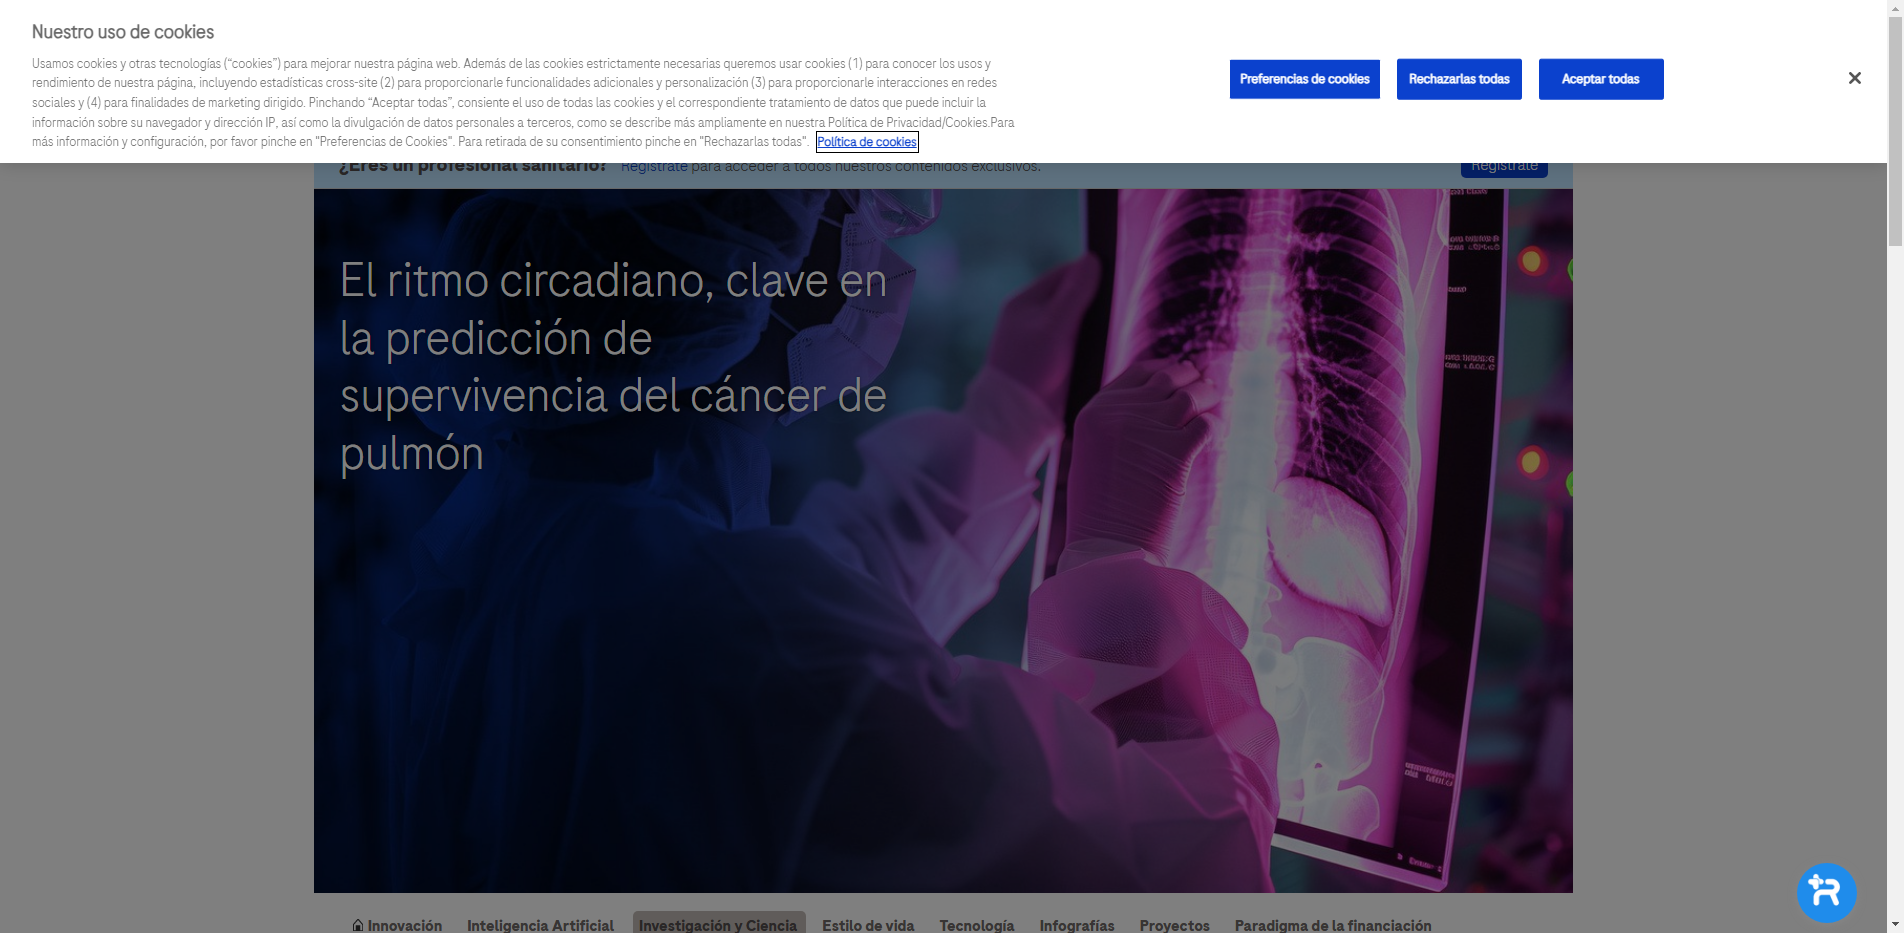 Nuestro uso de cookies
Usamos cookies y otras tecnologías (“cookies”) para mejorar nuestra página web. Además de las cookies estrictamente necesarias queremos usar cookies (1) para conocer los usos y
rendimiento de nuestra página, incluyendo estadísticas cross-site (2) para proporcionarle funcionalidades adicionales y personalización (3) para proporcionarle interacciones en redes
sociales y (4) para finalidades de marketing dirigido. Pinchando “Aceptar todas”, consiente el uso de todas las cookies y el correspondiente tratamiento de datos que puede incluir la
información sobre su navegador y dirección IP, así como la divulgación de datos personales a terceros, como se describe más ampliamente en nuestra Política de Privacidad/Cookies.Para
más información y configuración, por favor pinche en "Preferencias de Cookies". Para retirada de su consentimiento pinche en "Rechazarlas todas". Política de cookies
Preferencias de cookies
Rechazarlas todas
Aceptar todas
¿Eres un profesional sanitario? Regístrate para acceder a todos nuestros contenidos exclusivos.
Regístrate
El ritmo circadiano, clave en
la predicción de
supervivencia del cáncer de
pulmón
Innovación Inteligencia Artificial Investigación y Ciencia Estilo de vida Tecnología Infografías Proyectos Paradigma de la financiación